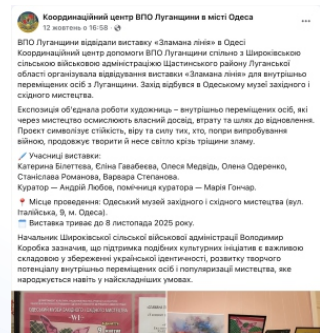 Координаційний центр ВПО Луганщини в місті Одеса
12 жовтень о 16:58
ВПО Луганщини відвідали виставку «Зламана лінія» в Одесі
Координаційний центр допомоги ВПО Луганщини спільно з Широківською
сільською військовою адміністрацією Щастинського району Луганської
області організувала відвідування виставки «Зламана лінія» для внутрішньо
переміщених осіб з Луганщини. Захід відбувся в Одеському музеї західного і
східного мистецтва.
Експозиція об'єднала роботи художниць – внутрішньо переміщених осіб, які
через мистецтво осмислюють власний досвід, втрату та шлях до відновлення.
Проєкт символізує стійкість, віру та силу тих, хто, попри випробування
війною, продовжує творити й несе світло крізь тріщину зламу.
Учасниці виставки:
Катерина Білєттєва, Еліна Гавабеєва, Олеся Медвідь, Олена Одеренко,
Станіслава Романова, Варвара Степанова.
Куратор — Андрій Любов, помічниця куратора — Марія Гончар.
Місце проведення: Одеський музей західного і східного мистецтва (вул.
Італійська, 9, м. Одеса).
Виставка триває до 8 листопада 2025 року.
Начальник Широківської сільської військової адміністрації Володимир
Коробка зазначив, що підтримка подібних культурних ініціатив є важливою
складовою у збереженні української ідентичності, розвитку творчого
потенціалу внутрішньо переміщених осіб і популяризації мистецтва, яке
народжується навіть у найскладніших умовах.